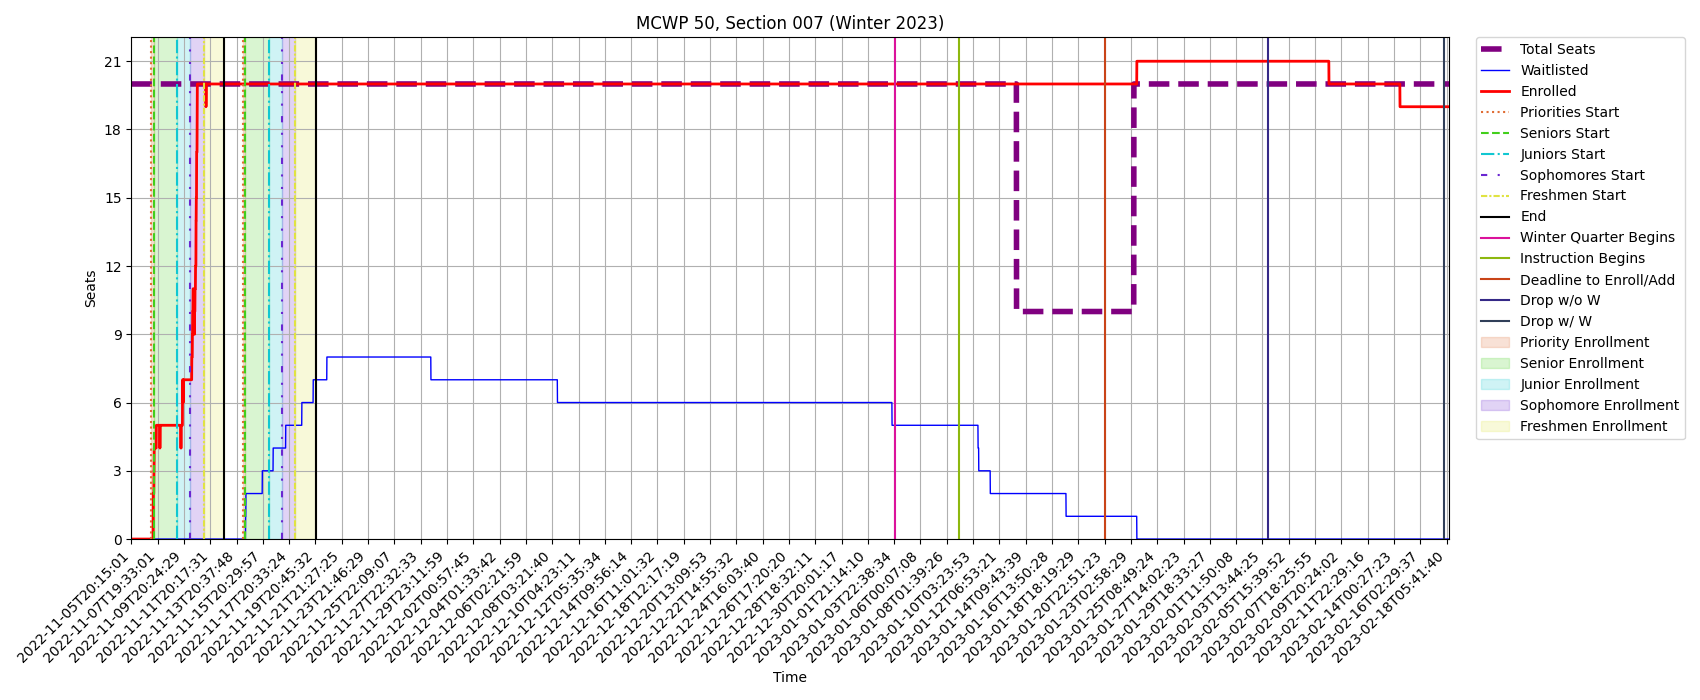 MCWP 50, Section 007 (Winter 2023)
Seats
21
18
15
12
9
6
3
0
2022-11-05T20:15:01
2022-11-07T19:33:01
2022-11-09T20:24:29
2022-11-11T20:17:31
2022-11-13T20:37:48
2022-11-15T20:29:57
2022-11-17T20:33:24
2022-11-19T20:45:32
2022-11-21T21:27:25
2022-11-23T21:46:29
2022-11-25T22:09:07
2022-11-27T22:32:33
2022-11-29T23:11:59
2022-12-02T00:57:45
2022-12-04T01:33:42
2022-12-06T02:21:59
2022-12-08T03:21:40
2022-12-10T04:23:11
2022-12-12T05:35:34
2022-12-14T09:56:14
2022-12-16T11:01:32
2022-12-18T12:17:19
2022-12-20T13:09:53
2022-12-22T14:55:32
2022-12-24T16:03:40
2022-12-26T17:20:20
2022-12-28T18:32:11
2022-12-30T20:01:17
2023-01-01T21:14:10
2023-01-03T22:38:34
2023-01-06T00:07:08
2023-01-08T01:39:26
2023-01-10T03:23:53
2023-01-12T06:53:21
2023-01-14T09:43:39
2023-01-16T13:50:28
2023-01-18T18:19:29
2023-01-20T22:51:23
2023-01-23T02:58:29
2023-01-25T08:49:24
2023-01-27T14:02:23
2023-01-29T18:33:27
2023-02-01T11:50:08
2023-02-03T13:44:25
2023-02-05T15:39:52
2023-02-07T18:25:55
2023-02-09T20:24:02
2023-02-11T22:29:16
2023-02-14T00:27:23
2023-02-16T02:29:37
2023-02-18T05:41:40
Time
Total Seats
Waitlisted
Enrolled
Priorities Start
Seniors Start
Juniors Start
Sophomores Start
Freshmen Start
End
Winter Quarter Begins
Instruction Begins
Deadline to Enroll/Add
Drop w/o W
Drop w/ W
Priority Enrollment
Senior Enrollment
Junior Enrollment
Sophomore Enrollment
Freshmen Enrollment